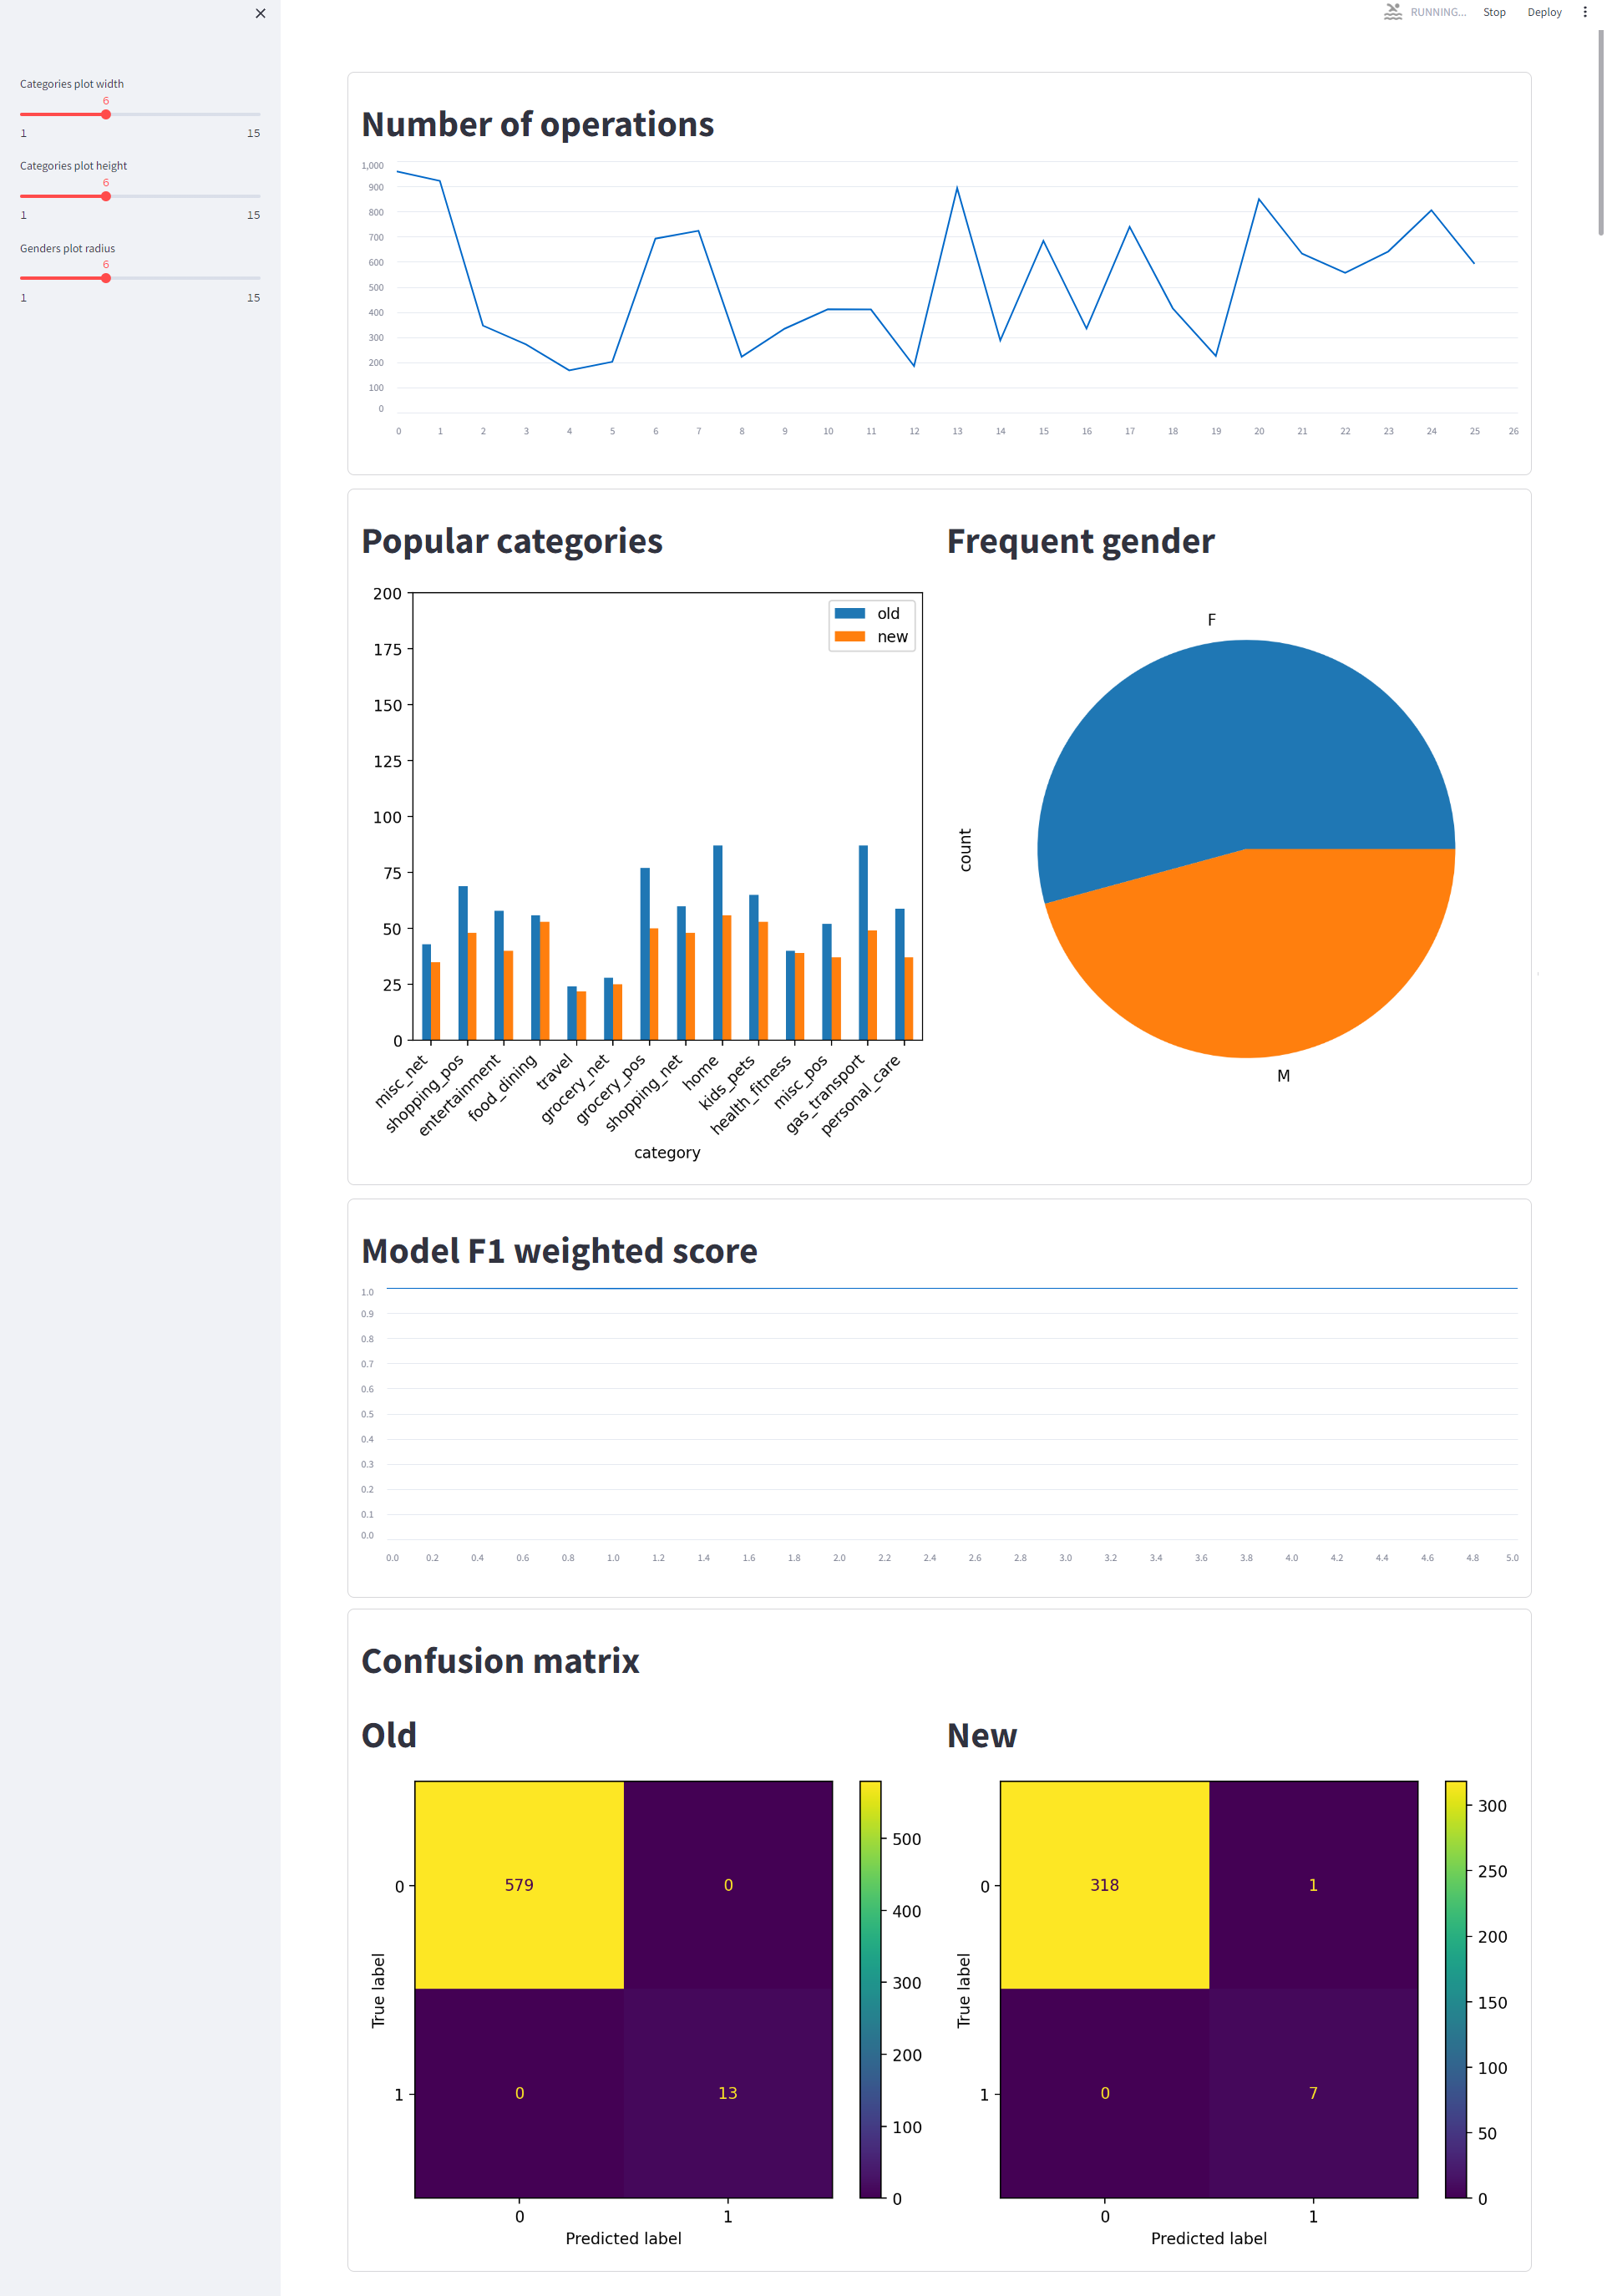 RUNNING... Stop Deploy
Categories plot width
6
1 15
Categories plot height
6
1 15
Genders plot radius
6
1 15
Number of operations
1,000
900
800
700
600
500
400
300
200
100
0
0 1 2 3 4 5 6 7 8 9 10 11 12 13 14 15 16 17 18 19 20 21 22 23 24 25 26
Popular categories
200
175
150
125
100
75
50
25
0
old
new
misc_net
shopping_pos
entertainment
food_dining
travel
grocery_net
grocery_pos
shopping_net
home
kids_pets
health_fitness
misc_pos
gas_transport
personal_care
category
Frequent gender
F
count
M
Model F1 weighted score
1.0
0.9
0.8
0.7
0.6
0.5
0.4
0.3
0.2
0.1
0.0
0.0 0.2 0.4 0.6 0.8 1.0 1.2 1.4 1.6 1.8 2.0 2.2 2.4 2.6 2.8 3.0 3.2 3.4 3.6 3.8 4.0 4.2 4.4 4.6 4.8 5.0
Confusion matrix
Old
True label
0
1
579 0
0 13
0 1
Predicted label
500
400
300
200
100
0
New
True label
0
1
318 1
0 7
0 1
Predicted label
300
250
200
150
100
50
0